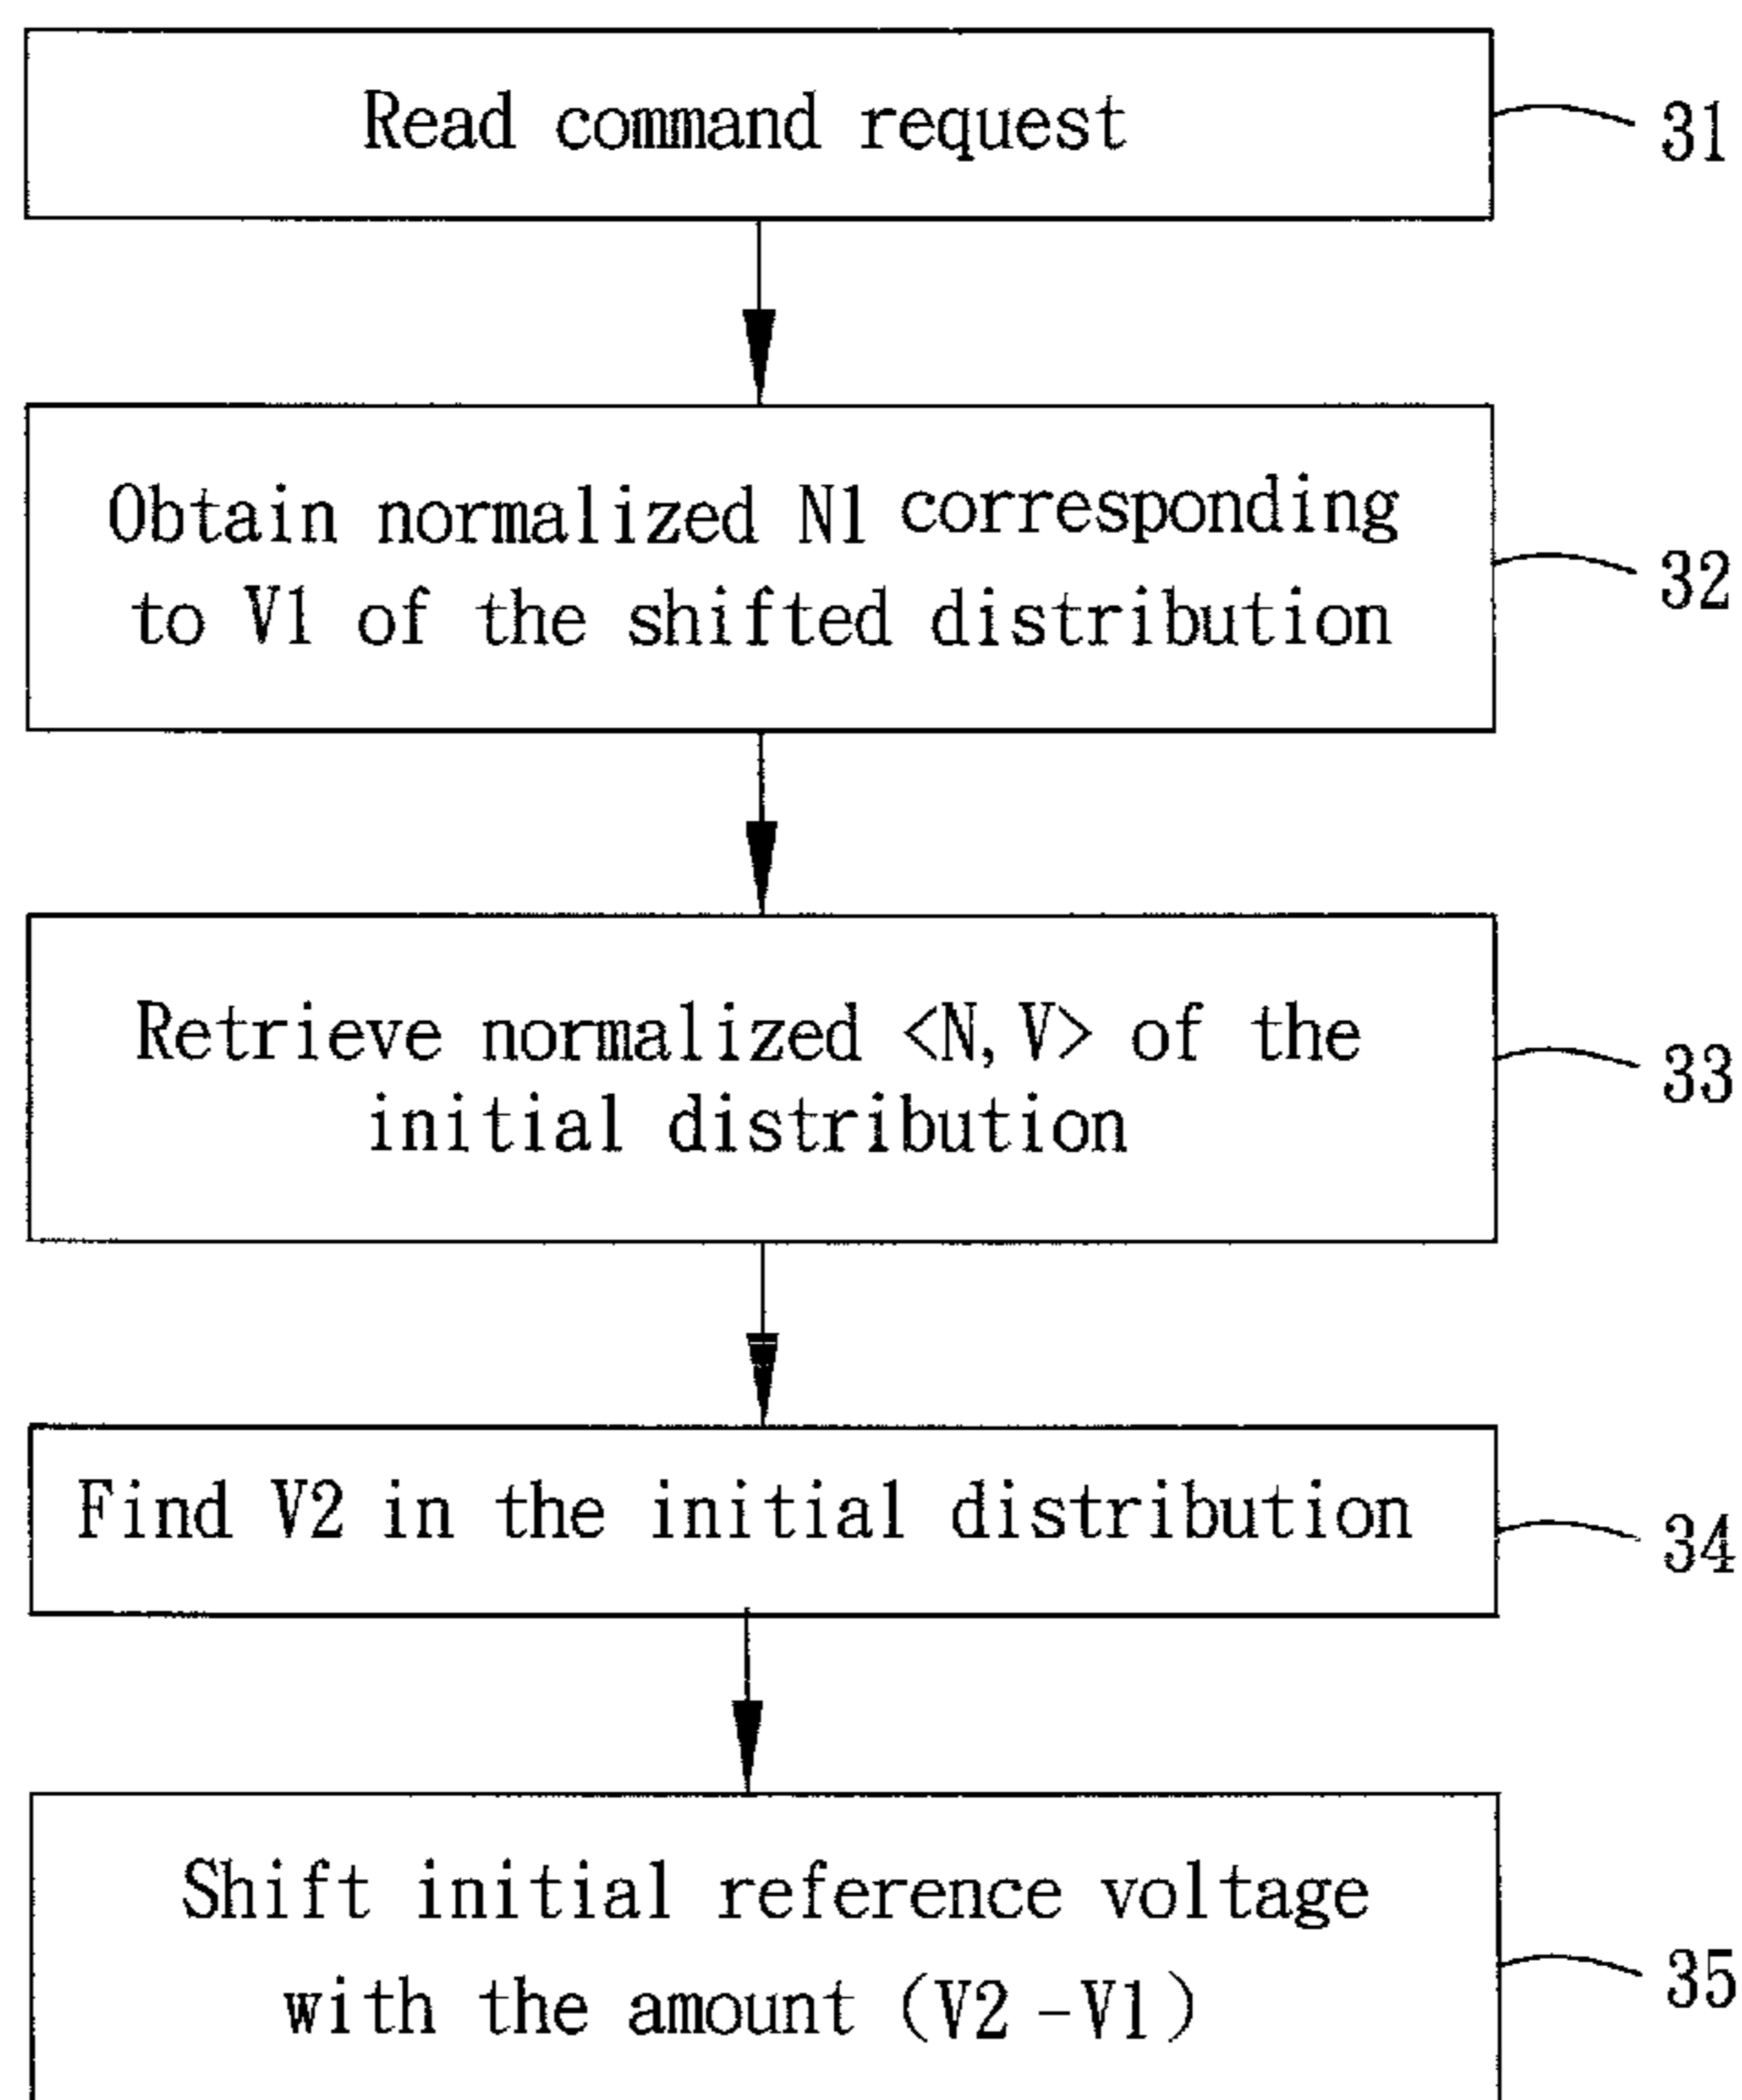 Read command request
31
Obtain normalized N1 corresponding
to V1 of the shifted distribution
32
Retrieve normalized <N,V> of the
initial distribution
33
Find V2 in the initial distribution
34
Shift initial reference voltage
with the amount (V2-V1)
35